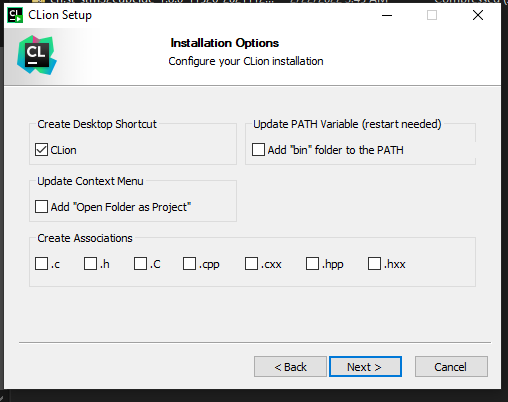 CLion Setup
CL
Installation Options
Configure your CLion installation
Create Desktop Shortcut
CLion
Update PATH Variable (restart needed)
Add "bin" folder to the PATH
Update Context Menu
Add "Open Folder as Project"
Create Associations
.c .h .C .cpp .cxx .hpp .hxx
< Back Next > Cancel